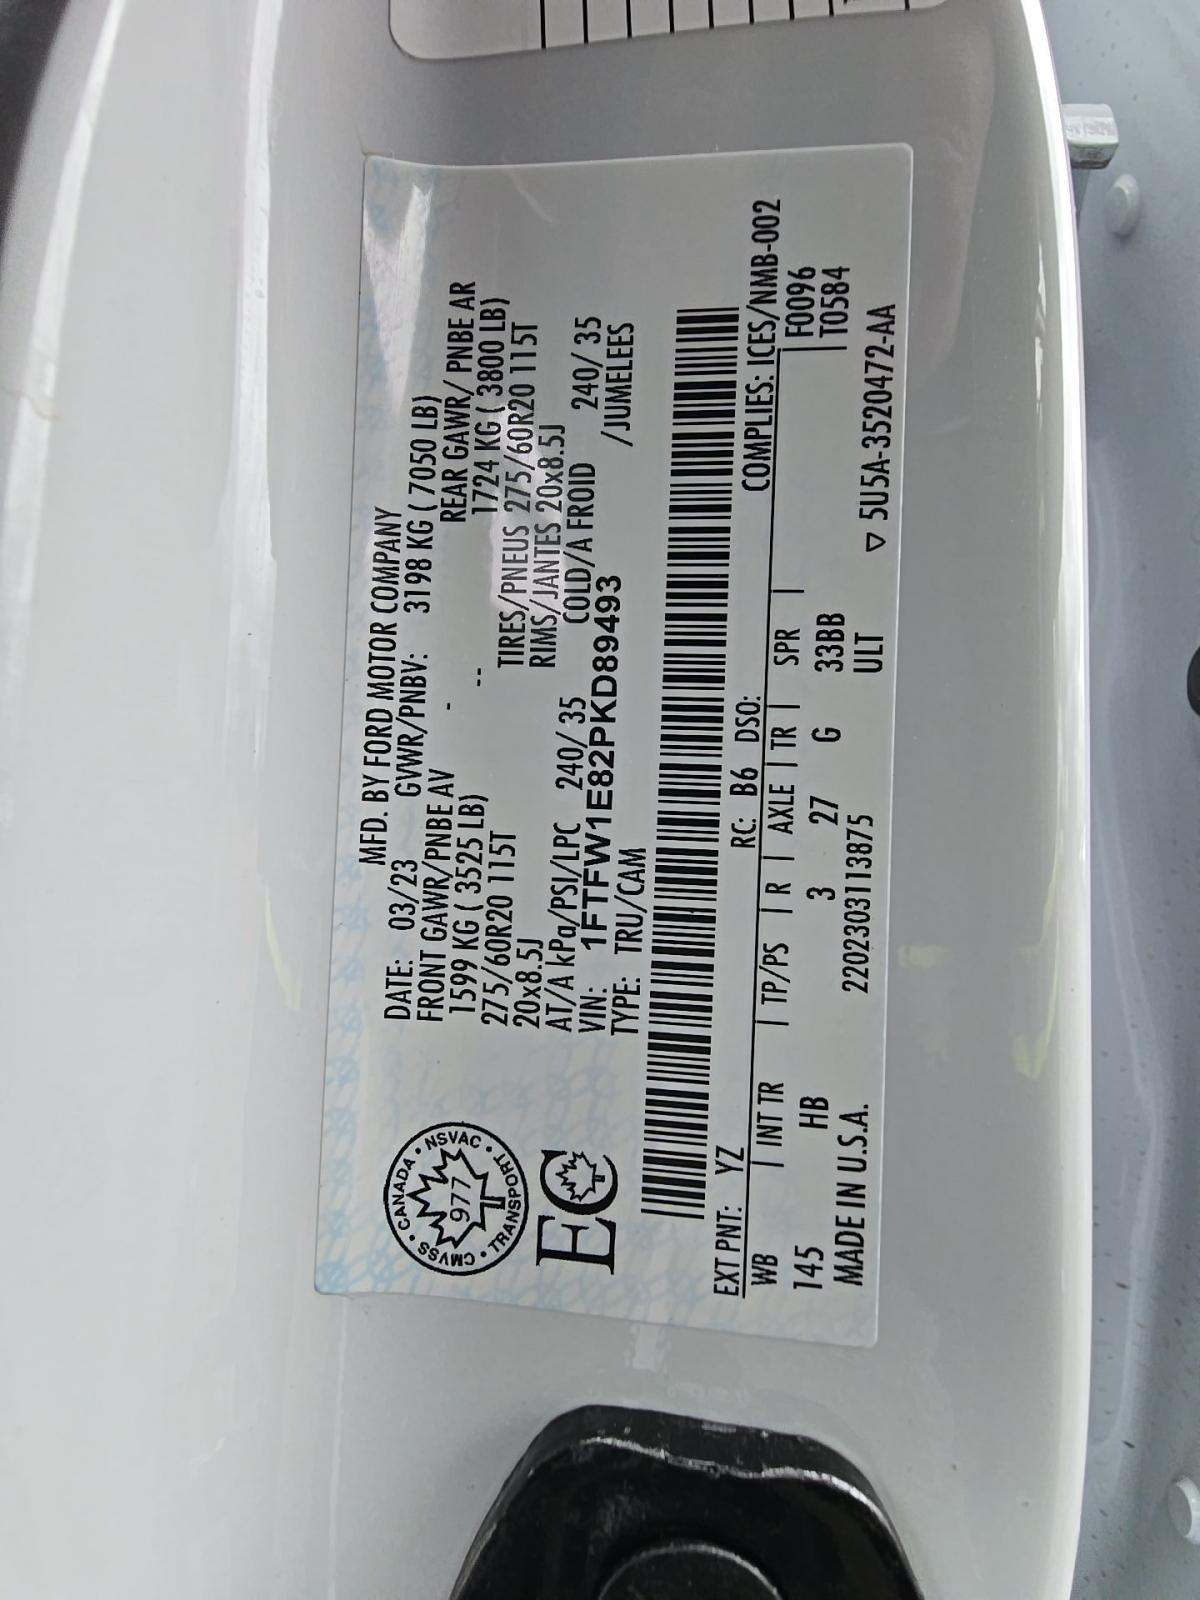 MFD. BY FORD MOTOR COMPANY
DATE: 03/23 GVWR/PNBV: 3198 KG ( 7050 LB)
FRONT GAWR/PNBE AV - REAR GAWR/ PNBE AR
1599 KG ( 3525 LB) -- 1724 KG ( 3800 LB)
275/60R20 115T TIRES/PNEUS 275/60R20 115T
20x8.5J RIMS/JANTES 20x8.5J
AT/A kPa/PSI/LPC 240/ 35 COLD/A FROID 240/ 35
VIN: 1FTFW1E82PKD89493 /JUMELEES
TYPE: TRU/CAM
CANADA • NSVAC • TRANSPORT • CMVSS •
977
EC
EXT PNT: YZ RC: B6 DSO: COMPLIES: ICES/NMB-002
WB | INT TR | TP/PS | R | AXLE | TR | SPR | | F0096
145 HB 3 27 G 33BB T0584
MADE IN U.S.A. 2202303113875 ULT ▽ 5U5A-3520472-AA